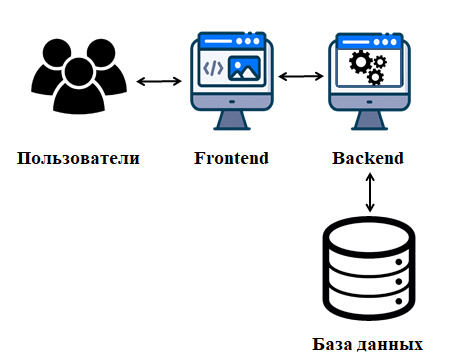 Пользователи
Frontend
Backend
База данных